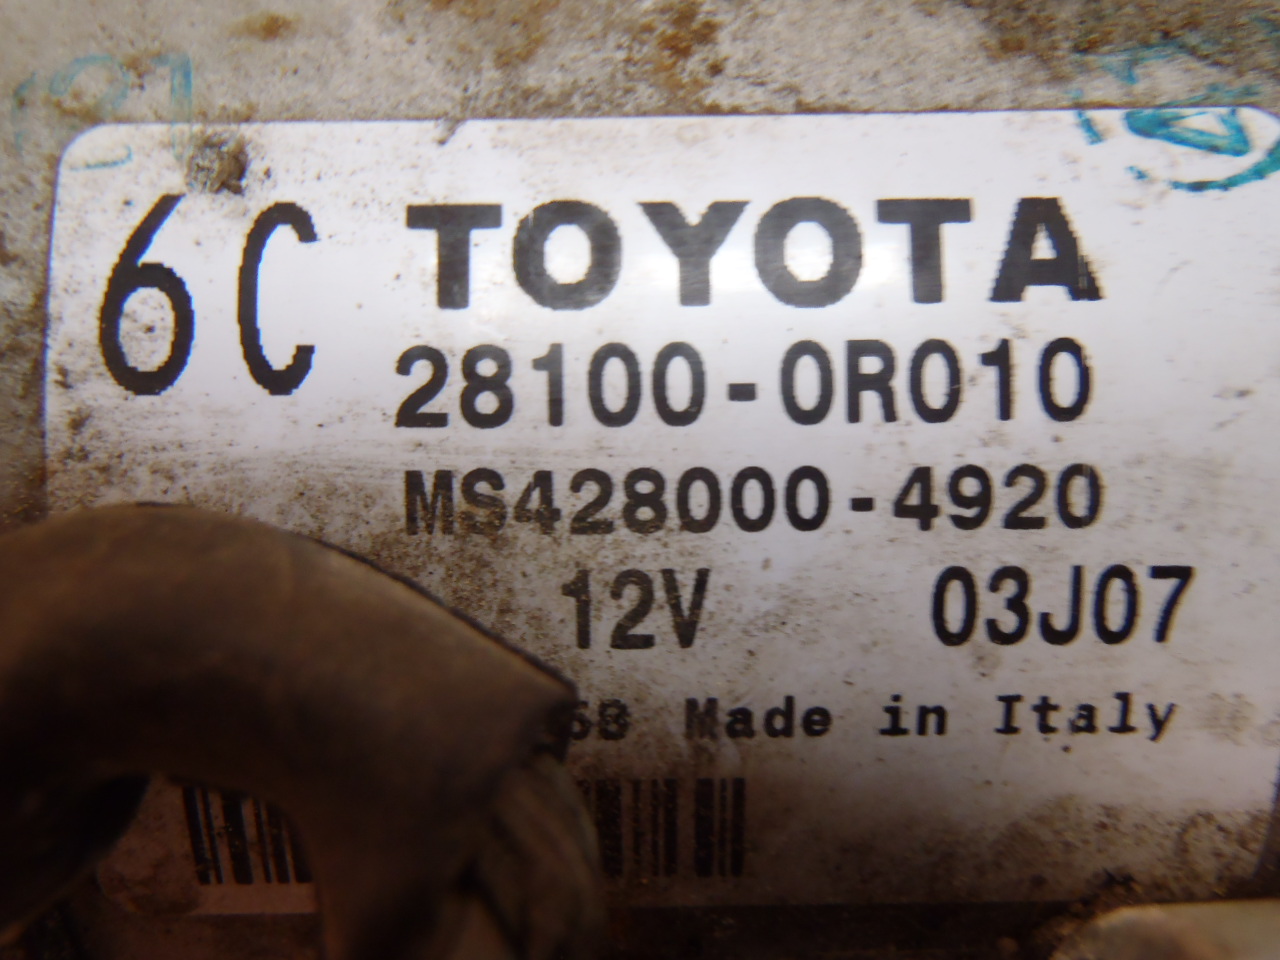 6C TOYOTA
28100-0R010
MS428000-4920
12V 03J07
Made in Italy